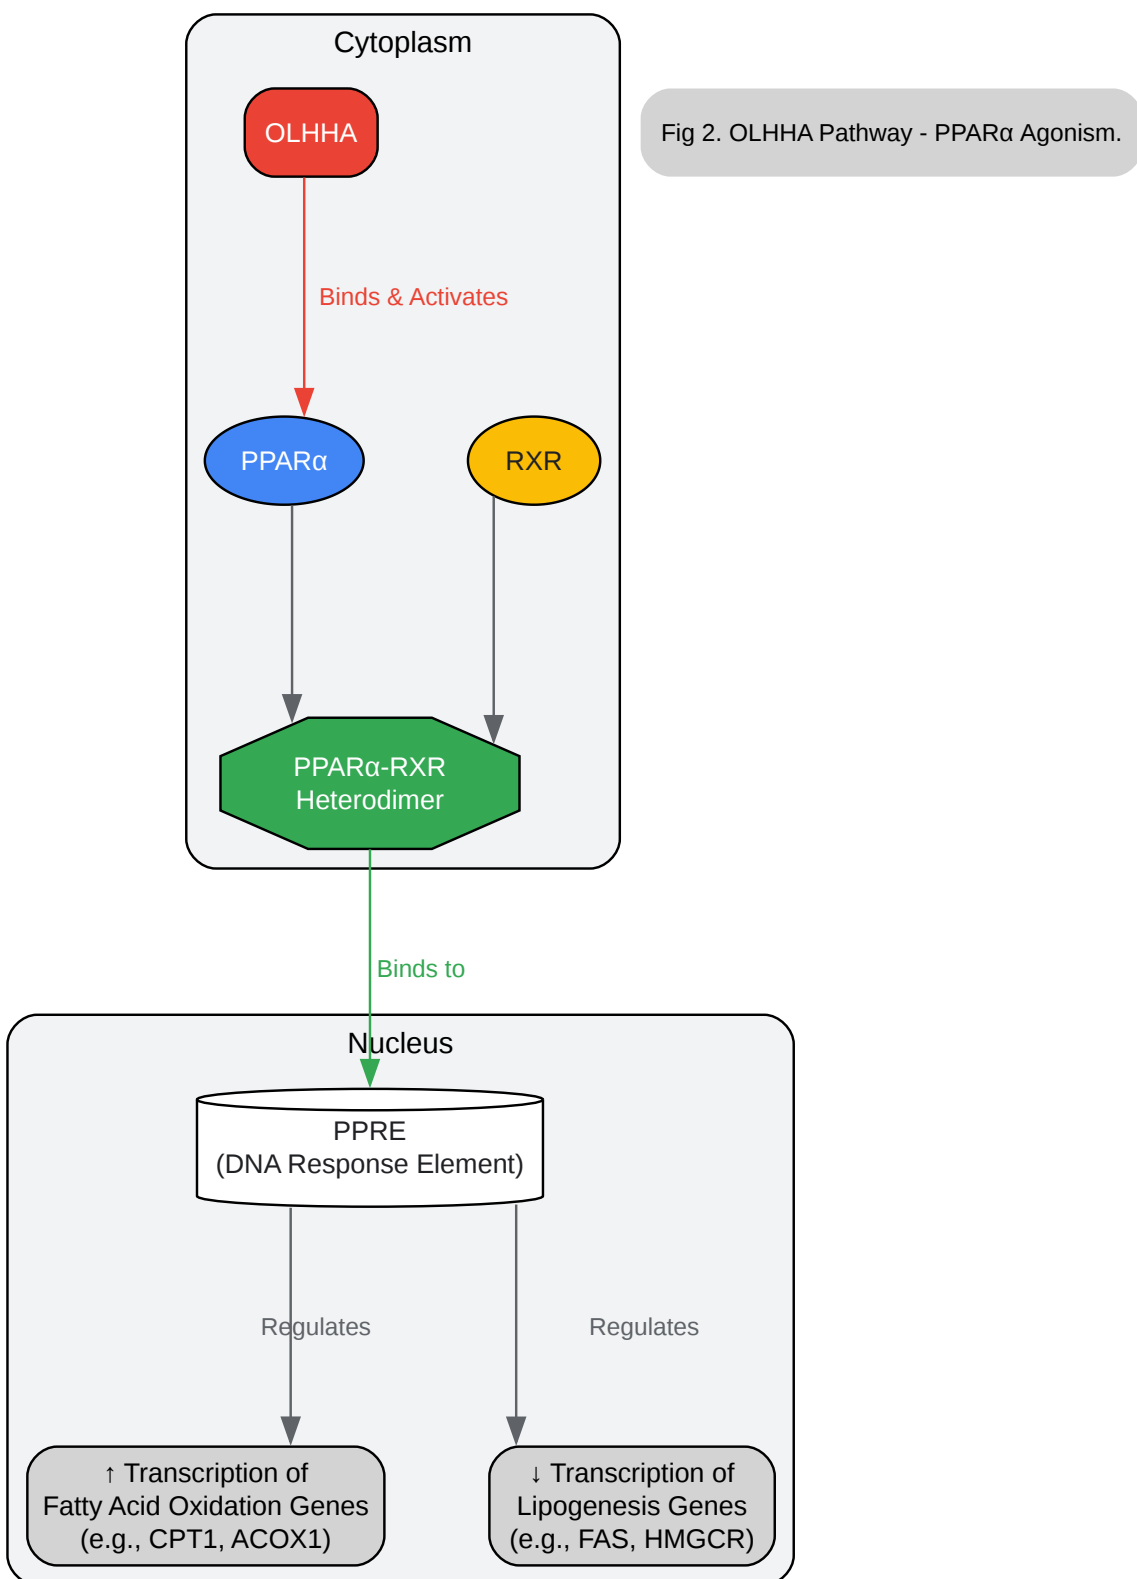 Cytoplasm
OLHHA
Fig 2. OLHHA Pathway - PPARα Agonism.
Binds & Activates
PPARα
RXR
PPARα-RXR
Heterodimer
Binds to
Nucleus
PPRE
(DNA Response Element)
Regulates
Regulates
↑ Transcription of
Fatty Acid Oxidation Genes
(e.g., CPT1, ACOX1)
↓ Transcription of
Lipogenesis Genes
(e.g., FAS, HMGCR)